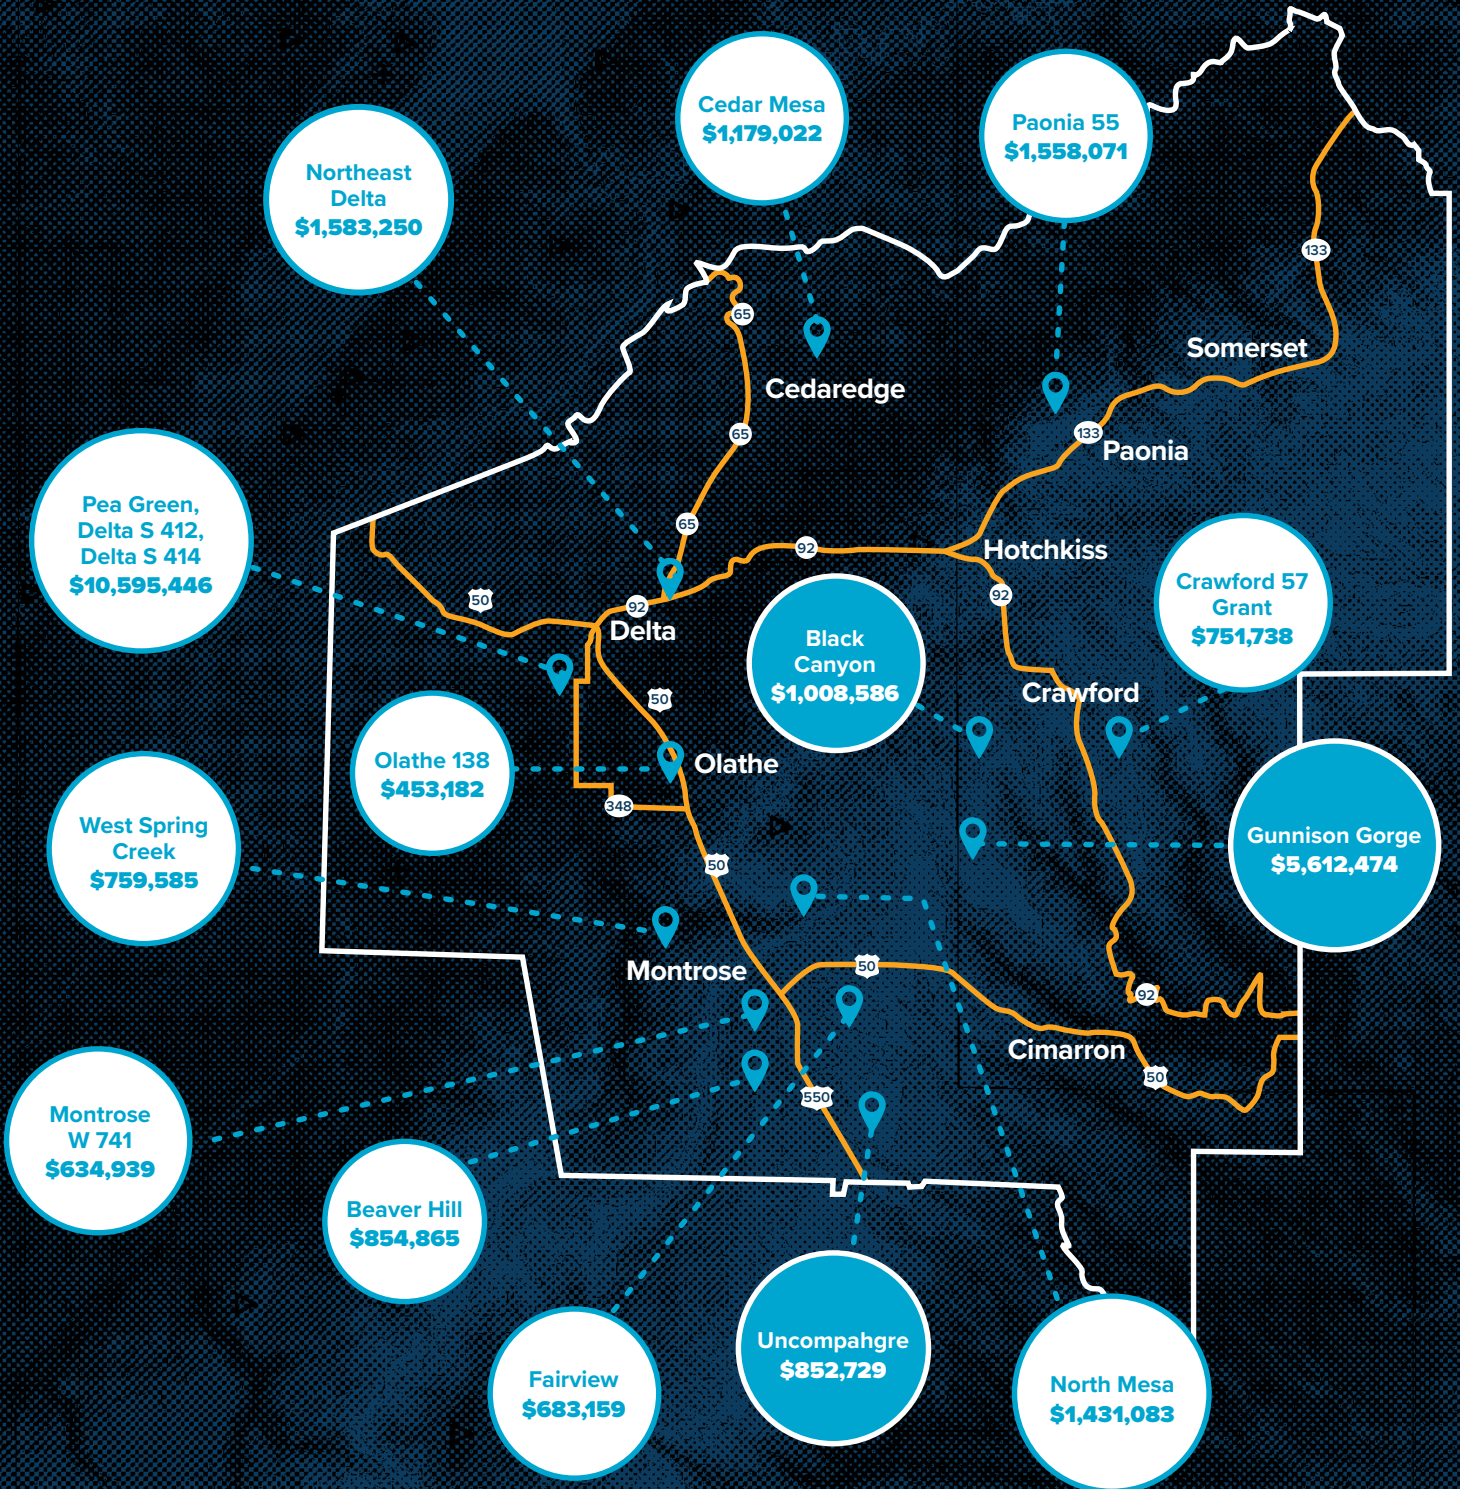 Cedar Mesa
$1,179,022
Paonia 55
$1,558,071
Northeast
Delta
$1,583,250
133
65
Somerset
Cedaredge
65
133
Paonia
Pea Green,
Delta S 412,
Delta S 414
$10,595,446
65
92
Hotchkiss
50
92
Delta
92
Crawford 57
Grant
$751,738
Black
Canyon
$1,008,586
50
Crawford
Olathe 138
$453,182
Olathe
348
West Spring
Creek
$759,585
50
Gunnison Gorge
$5,612,474
Montrose
50
92
Cimarron
50
550
Montrose
W 741
$634,939
Beaver Hill
$854,865
Uncompahgre
$852,729
Fairview
$683,159
North Mesa
$1,431,083